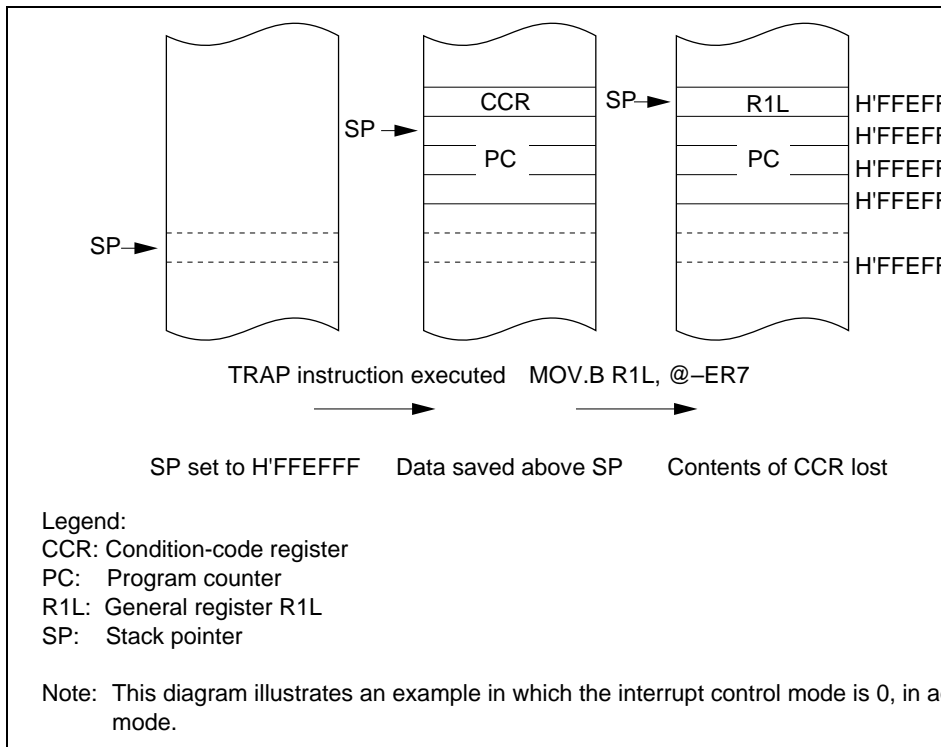 CCR SP R1L H'FFEFF
SP H'FFEFF
PC PC H'FFEFF
H'FFEFF
SP H'FFEFF
TRAP instruction executed MOV.B R1L, @–ER7
SP set to H'FFEFFF Data saved above SP Contents of CCR lost
Legend:
CCR: Condition-code register
PC: Program counter
R1L: General register R1L
SP: Stack pointer
Note: This diagram illustrates an example in which the interrupt control mode is 0, in
mode.